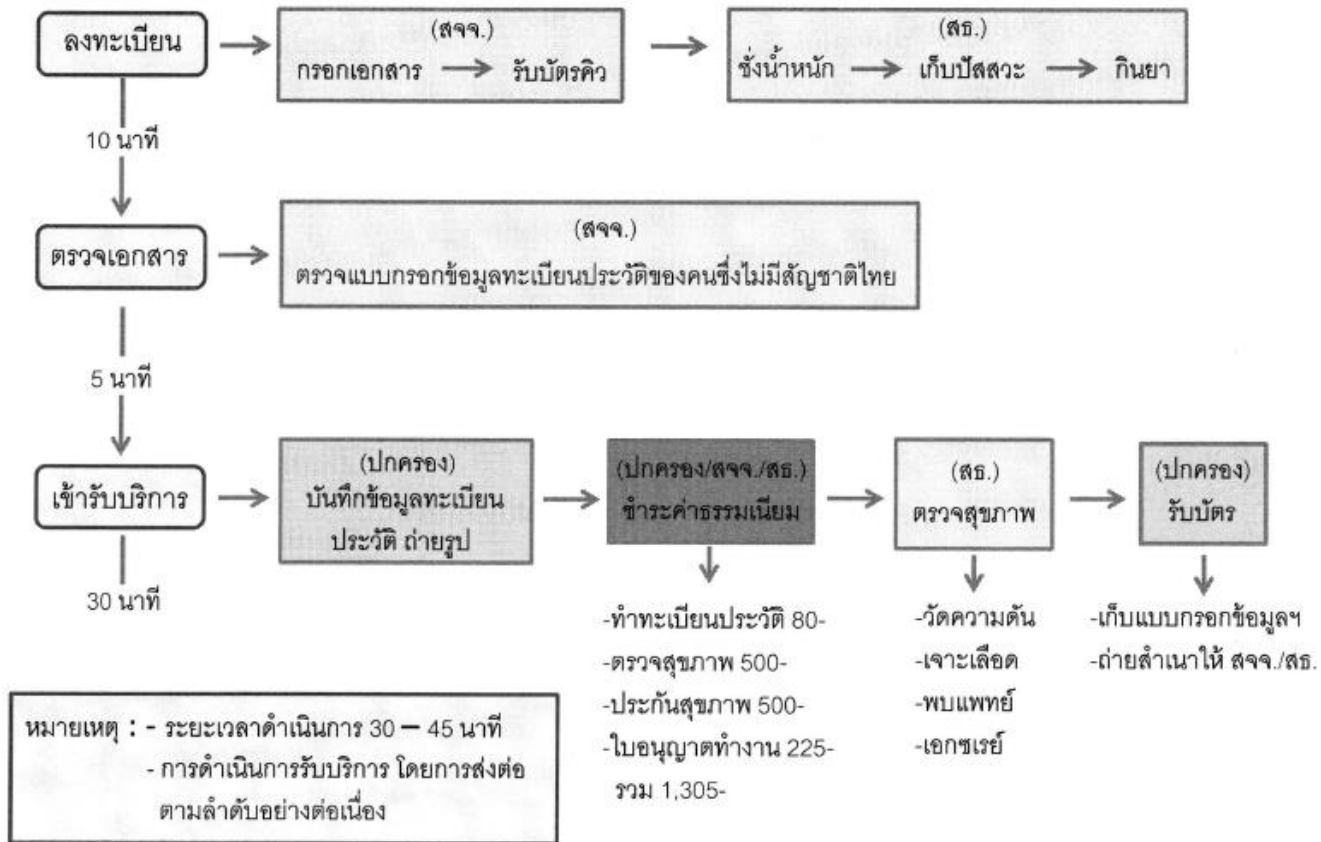 ลงทะเบียน
(สจจ.)
กรอกเอกสาร
รับบัตรคิว
(สธ.)
ชั่งน้ำหนัก
เก็บปัสสวะ
กินยา
10 นาที
ตรวจเอกสาร
(สจจ.)
ตรวจแบบกรอกข้อมูลทะเบียนประวัติของคนซึ่งไม่มีสัญชาติไทย
5 นาที
เข้ารับบริการ
(ปกครอง)
บันทึกข้อมูลทะเบียน
ประวัติ ถ่ายรูป
(ปกครอง/สจจ./สธ.)
ชำระค่าธรรมเนียม
(สธ.)
ตรวจสุขภาพ
(ปกครอง)
รับบัตร
30 นาที
-ทำทะเบียนประวัติ 80-
-ตรวจสุขภาพ 500-
-ประกันสุขภาพ 500-
-ใบอนุญาตทำงาน 225-
รวม 1,305-
-วัดความดัน
-เจาะเลือด
-พบแพทย์
-เอกซเรย์
-เก็บแบบกรอกข้อมูลฯ
-ถ่ายสำเนาให้ สจจ./สธ.
หมายเหตุ : - ระยะเวลาดำเนินการ 30 – 45 นาที
- การดำเนินการรับบริการ โดยการส่งต่อ
ตามลำดับอย่างต่อเนื่อง